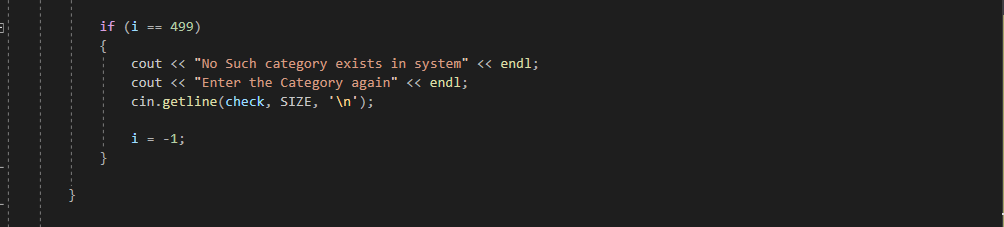 if (i == 499)
{
cout << "No Such category exists in system" << endl;
cout << "Enter the Category again" << endl;
cin.getline(check, SIZE, '\n');
i = -1;
}
}